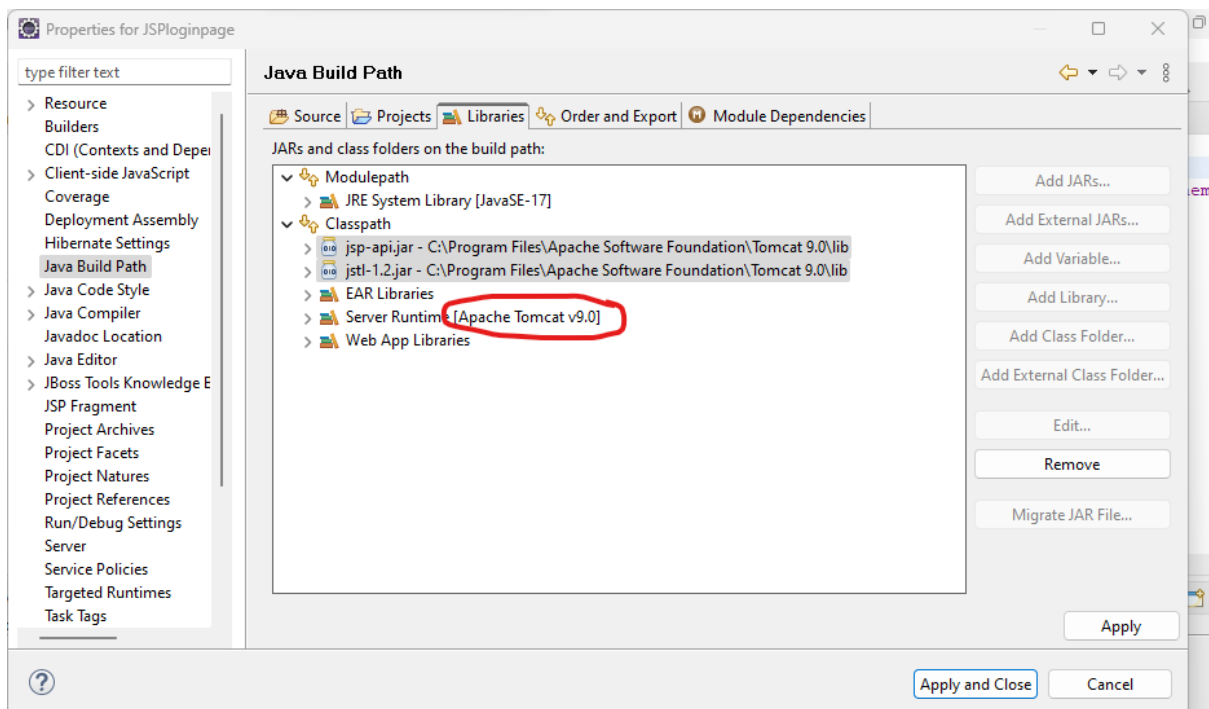 Properties for JSPloginpage
type filter text
Resource
Builders
CDI (Contexts and Deper
Client-side JavaScript
Coverage
Deployment Assembly
Hibernate Settings
Java Build Path
Java Code Style
Java Compiler
Javadoc Location
Java Editor
JBoss Tools Knowledge E
JSP Fragment
Project Archives
Project Facets
Project Natures
Project References
Run/Debug Settings
Server
Service Policies
Targeted Runtimes
Task Tags
Java Build Path
Source Projects Libraries Order and Export Module Dependencies
JARs and class folders on the build path:
Modulepath
JRE System Library [JavaSE-17]
Classpath
jsp-api.jar - C:\Program Files\Apache Software Foundation\Tomcat 9.0\lib
jstl-1.2.jar - C:\Program Files\Apache Software Foundation\Tomcat 9.0\lib
EAR Libraries
Server Runtime [Apache Tomcat v9.0]
Web App Libraries
Add JARs...
Add External JARs...
Add Variable...
Add Library...
Add Class Folder...
Add External Class Folder...
Edit...
Remove
Migrate JAR File...
Apply
Apply and Close Cancel
em